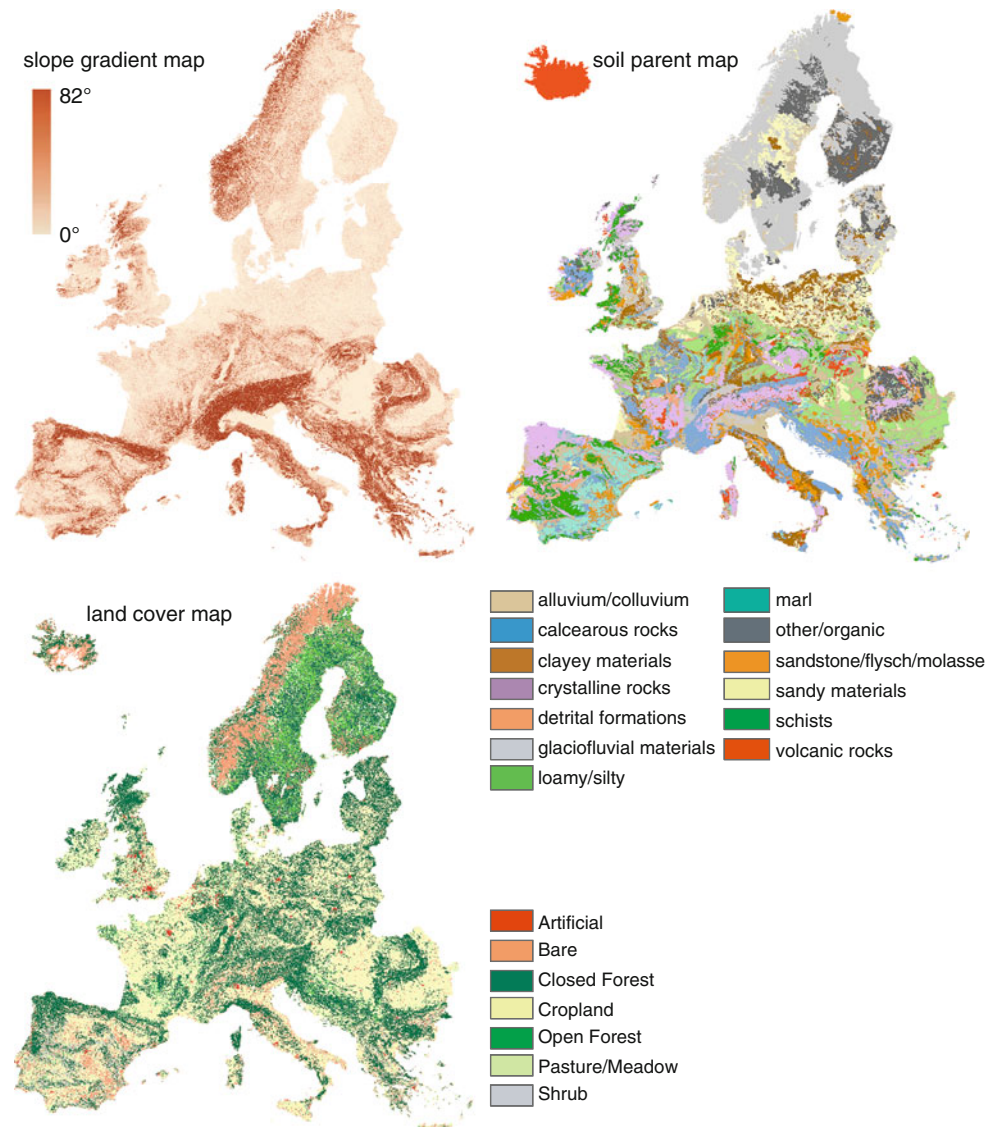 slope gradient map
82°
0°
soil parent map
land cover map
alluvium/colluvium
calcearous rocks
clayey materials
crystalline rocks
detrital formations
glaciofluvial materials
loamy/silty
marl
other/organic
sandstone/flysch/molasse
sandy materials
schists
volcanic rocks
Artificial
Bare
Closed Forest
Cropland
Open Forest
Pasture/Meadow
Shrub